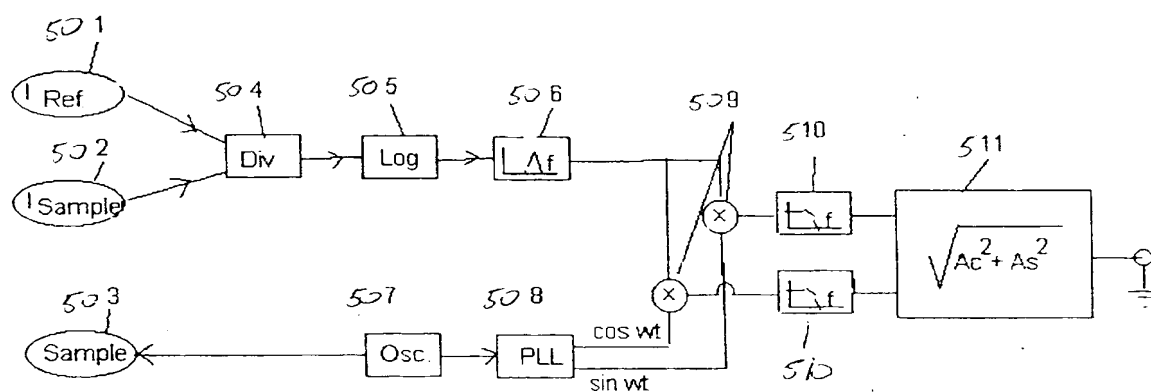 501
I Ref
502
I Sample
504
Div
505
Log
506
f
509
510
f
511
√Ac² + As²
503
Sample
507
Osc.
508
PLL
cos wt
sin wt
X
X
f
510